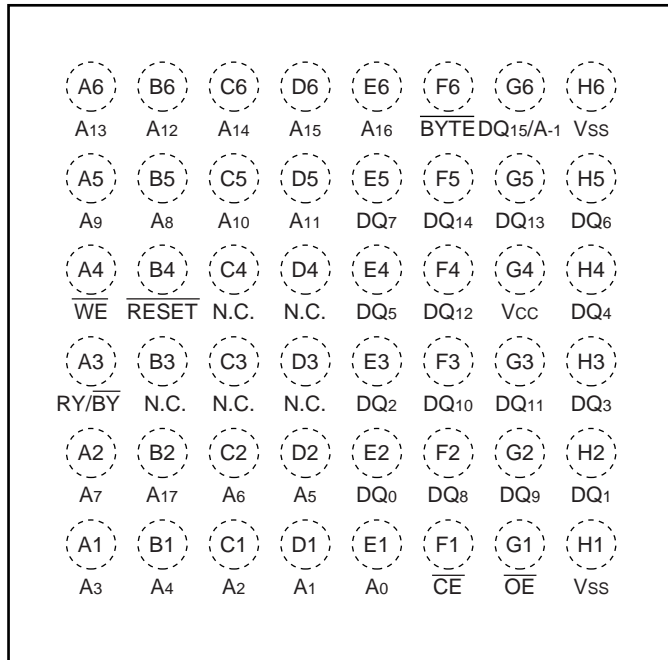 A6 B6 C6 D6 E6 F6 G6 H6
A13 A12 A14 A15 A16 BYTE DQ15/A-1 VSS
A5 B5 C5 D5 E5 F5 G5 H5
A9 A8 A10 A11 DQ7 DQ14 DQ13 DQ6
A4 B4 C4 D4 E4 F4 G4 H4
WE RESET N.C. N.C. DQ5 DQ12 VCC DQ4
A3 B3 C3 D3 E3 F3 G3 H3
RY/BY N.C. N.C. N.C. DQ2 DQ10 DQ11 DQ3
A2 B2 C2 D2 E2 F2 G2 H2
A7 A17 A6 A5 DQ0 DQ8 DQ9 DQ1
A1 B1 C1 D1 E1 F1 G1 H1
A3 A4 A2 A1 A0 CE OE VSS